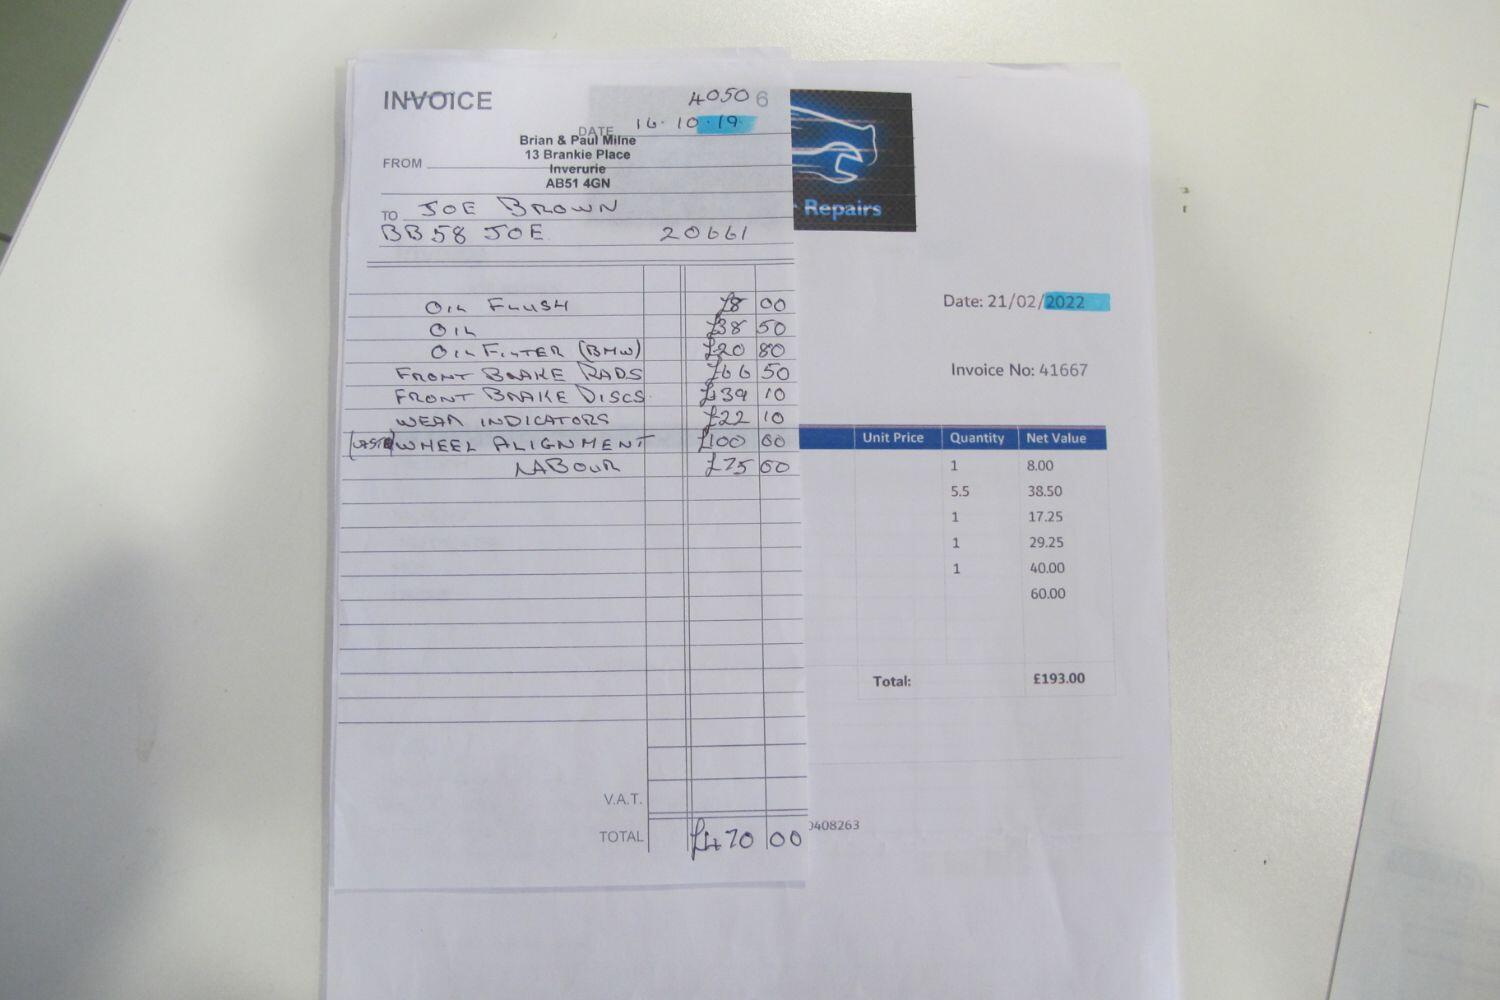 INVOICE
4050 6
DATE 16.10.19
Brian & Paul Milne
13 Brankie Place
FROM
Inverurie
AB51 4GN
TO JOE BROWN
BB58 JOE 20661
OIL FLUSH £8 00
OIL £38 50
OIL FILTER (BMW) £20 80
FRONT BRAKE PADS £66 50
FRONT BRAKE DISCS £139 10
WEAR INDICATORS £22 10
WHEEL ALIGNMENT £100 00
LABOUR £75 00
V.A.T.
TOTAL £470 00
Repairs
Date: 21/02/2022
Invoice No: 41667
Unit Price Quantity Net Value
1 8.00
5.5 38.50
1 17.25
1 29.25
1 40.00
60.00
Total: £193.00
0408263